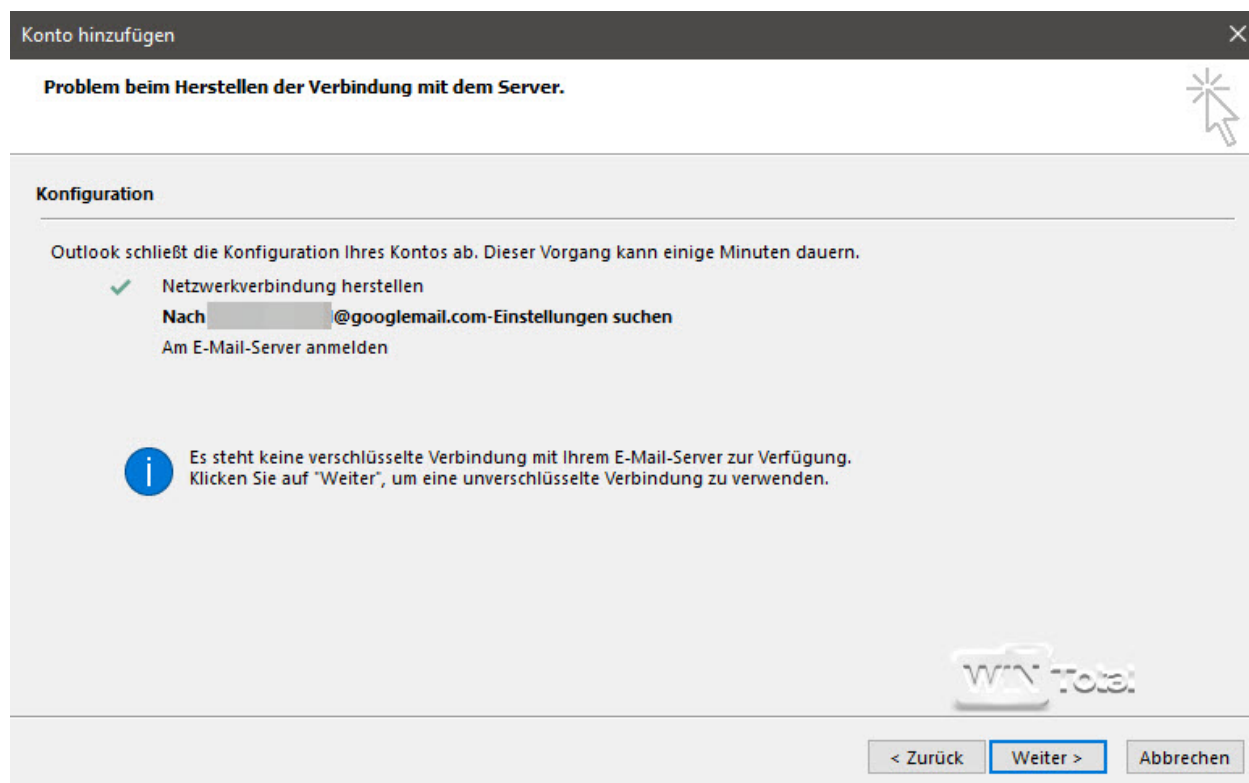 Konto hinzufügen
Problem beim Herstellen der Verbindung mit dem Server.
Konfiguration
Outlook schließt die Konfiguration Ihres Kontos ab. Dieser Vorgang kann einige Minuten dauern.
Netzwerkverbindung herstellen
Nach @googlemail.com-Einstellungen suchen
Am E-Mail-Server anmelden
Es steht keine verschlüsselte Verbindung mit Ihrem E-Mail-Server zur Verfügung.
Klicken Sie auf "Weiter", um eine unverschlüsselte Verbindung zu verwenden.
WIN Total
< Zurück Weiter > Abbrechen